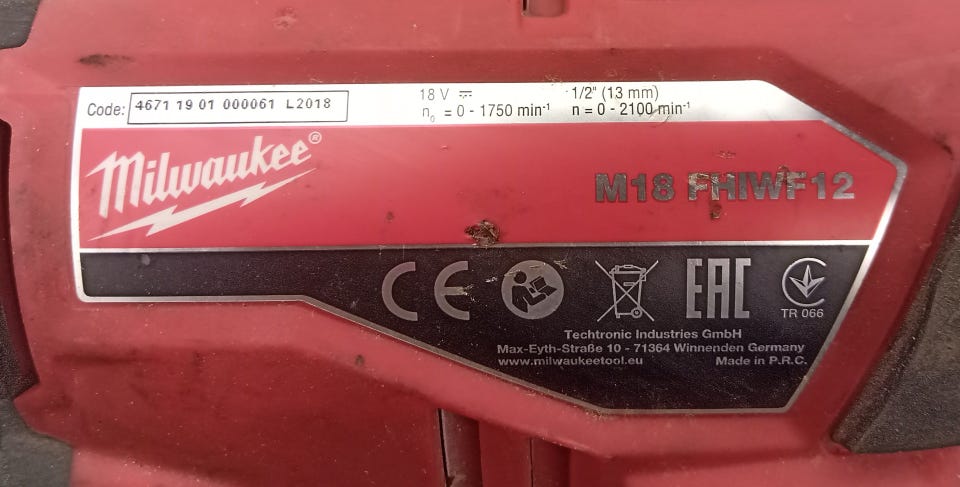 Code: 4671 19 01 000061 L2018
18 V ⎓ 1/2" (13 mm)
n₀ = 0 - 1750 min⁻¹ n = 0 - 2100 min⁻¹
Milwaukee®
M18 FHIWF12
CE EAC
TR 066
Techtronic Industries GmbH
Max-Eyth-Straße 10 - 71364 Winnenden Germany
www.milwaukeetool.eu Made in P.R.C.